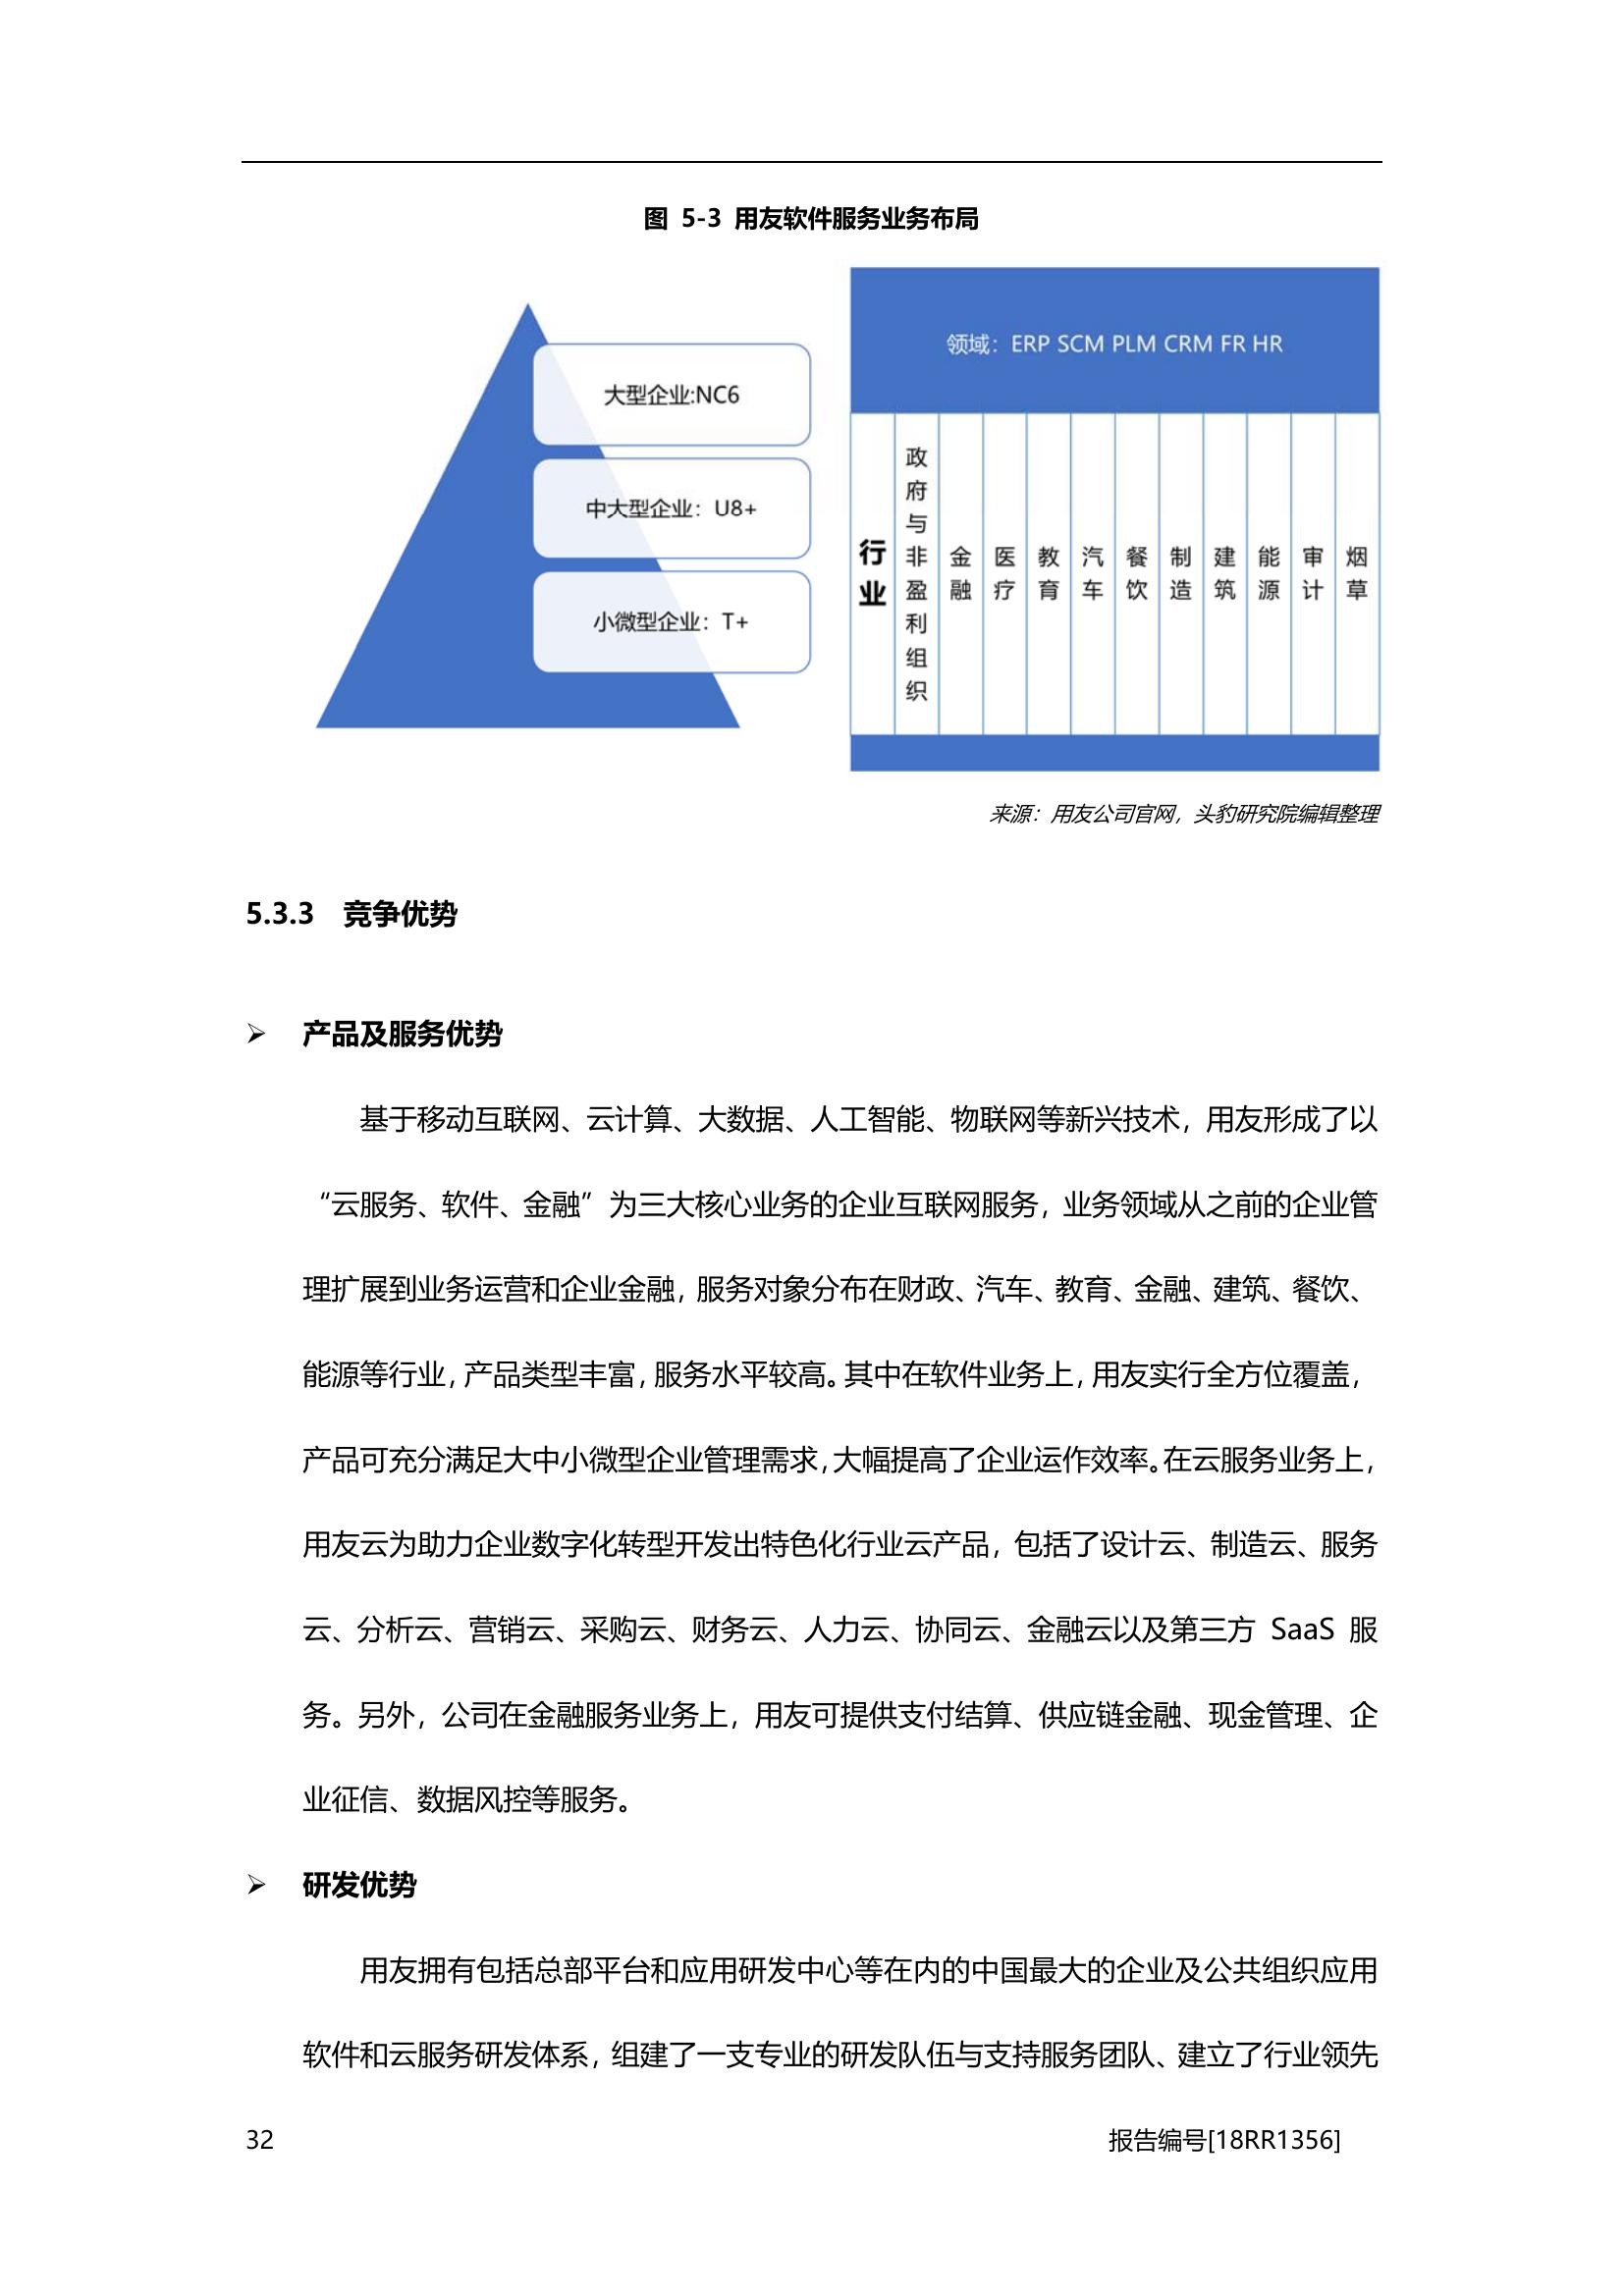 图 5-3 用友软件服务业务布局
大型企业:NC6
中大型企业：U8+
小微型企业：T+
领域：ERP SCM PLM CRM FR HR
行业
政府与非盈利组织
金融
医疗
教育
汽车
餐饮
制造
建筑
能源
审计
烟草
来源：用友公司官网，头豹研究院编辑整理
5.3.3 竞争优势
➢ 产品及服务优势
基于移动互联网、云计算、大数据、人工智能、物联网等新兴技术，用友形成了以
“云服务、软件、金融”为三大核心业务的企业互联网服务，业务领域从之前的企业管
理扩展到业务运营和企业金融，服务对象分布在财政、汽车、教育、金融、建筑、餐饮、
能源等行业，产品类型丰富，服务水平较高。其中在软件业务上，用友实行全方位覆盖，
产品可充分满足大中小微型企业管理需求，大幅提高了企业运作效率。在云服务业务上，
用友云为助力企业数字化转型开发出特色化行业云产品，包括了设计云、制造云、服务
云、分析云、营销云、采购云、财务云、人力云、协同云、金融云以及第三方 SaaS 服
务。另外，公司在金融服务业务上，用友可提供支付结算、供应链金融、现金管理、企
业征信、数据风控等服务。
➢ 研发优势
用友拥有包括总部平台和应用研发中心等在内的中国最大的企业及公共组织应用
软件和云服务研发体系，组建了一支专业的研发队伍与支持服务团队、建立了行业领先
32
报告编号[18RR1356]